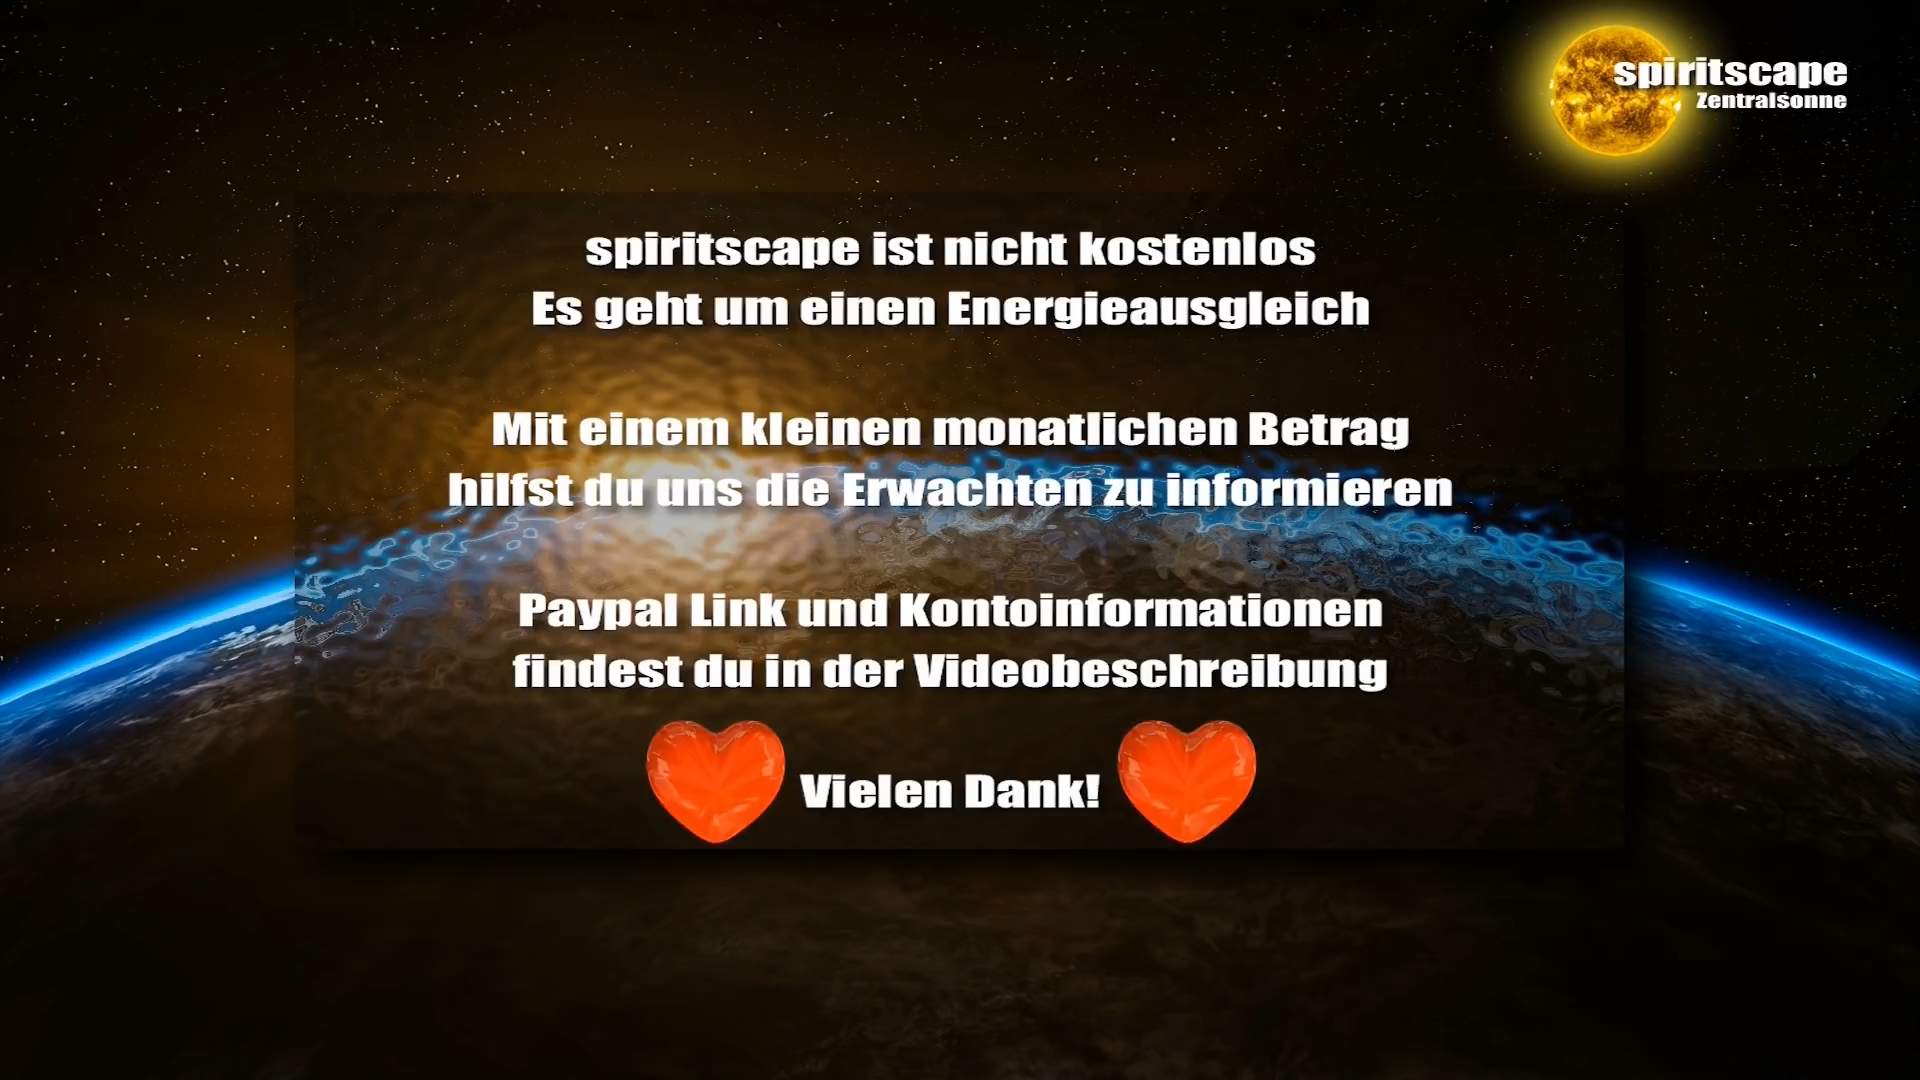 spiritscape
Zentralsonne
spiritscape ist nicht kostenlos
Es geht um einen Energieausgleich
Mit einem kleinen monatlichen Betrag
hilfst du uns die Erwachten zu informieren
Paypal Link und Kontoinformationen
findest du in der Videobeschreibung
Vielen Dank!